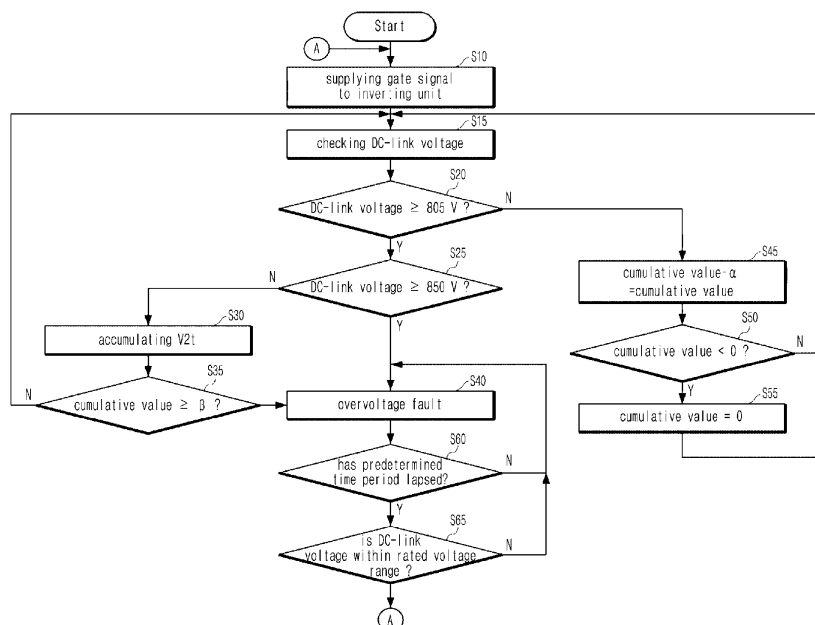 Start
A
S10
supplying gate signal
to inverting unit
S15
checking DC-link voltage
S20
DC-link voltage ≥ 805 V ?
N
Y
S25
DC-link voltage ≥ 850 V ?
N
Y
S45
cumulative value-α
=cumulative value
S30
accumulating V2t
S50
cumulative value < 0 ?
N
Y
S35
cumulative value ≥ β ?
N
S40
overvoltage fault
S55
cumulative value = 0
S60
has predetermined
time period lapsed?
N
Y
S65
is DC-link
voltage within rated voltage
range ?
N
Y
A